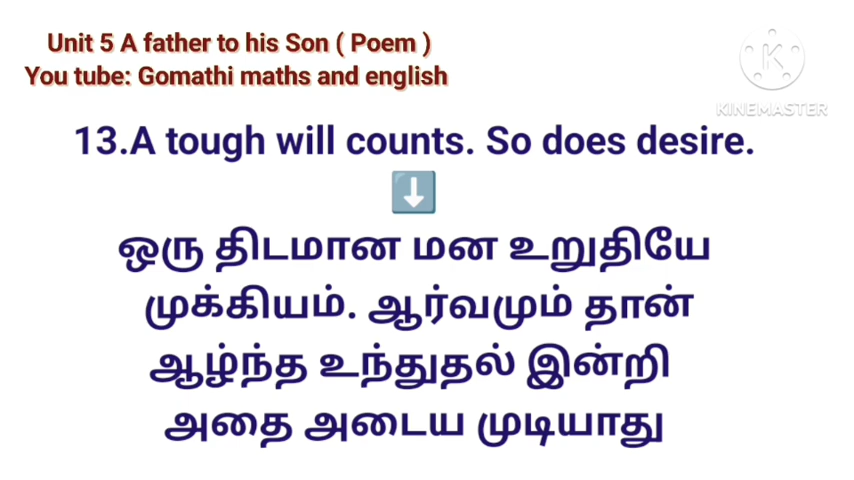 Unit 5 A father to his Son ( Poem )
You tube: Gomathi maths and english
KINEMASTER
13.A tough will counts. So does desire.
ஒரு திடமான மன உறுதியே
முக்கியம். ஆர்வமும் தான்
ஆழ்ந்த உந்துதல் இன்றி
அதை அடைய முடியாது